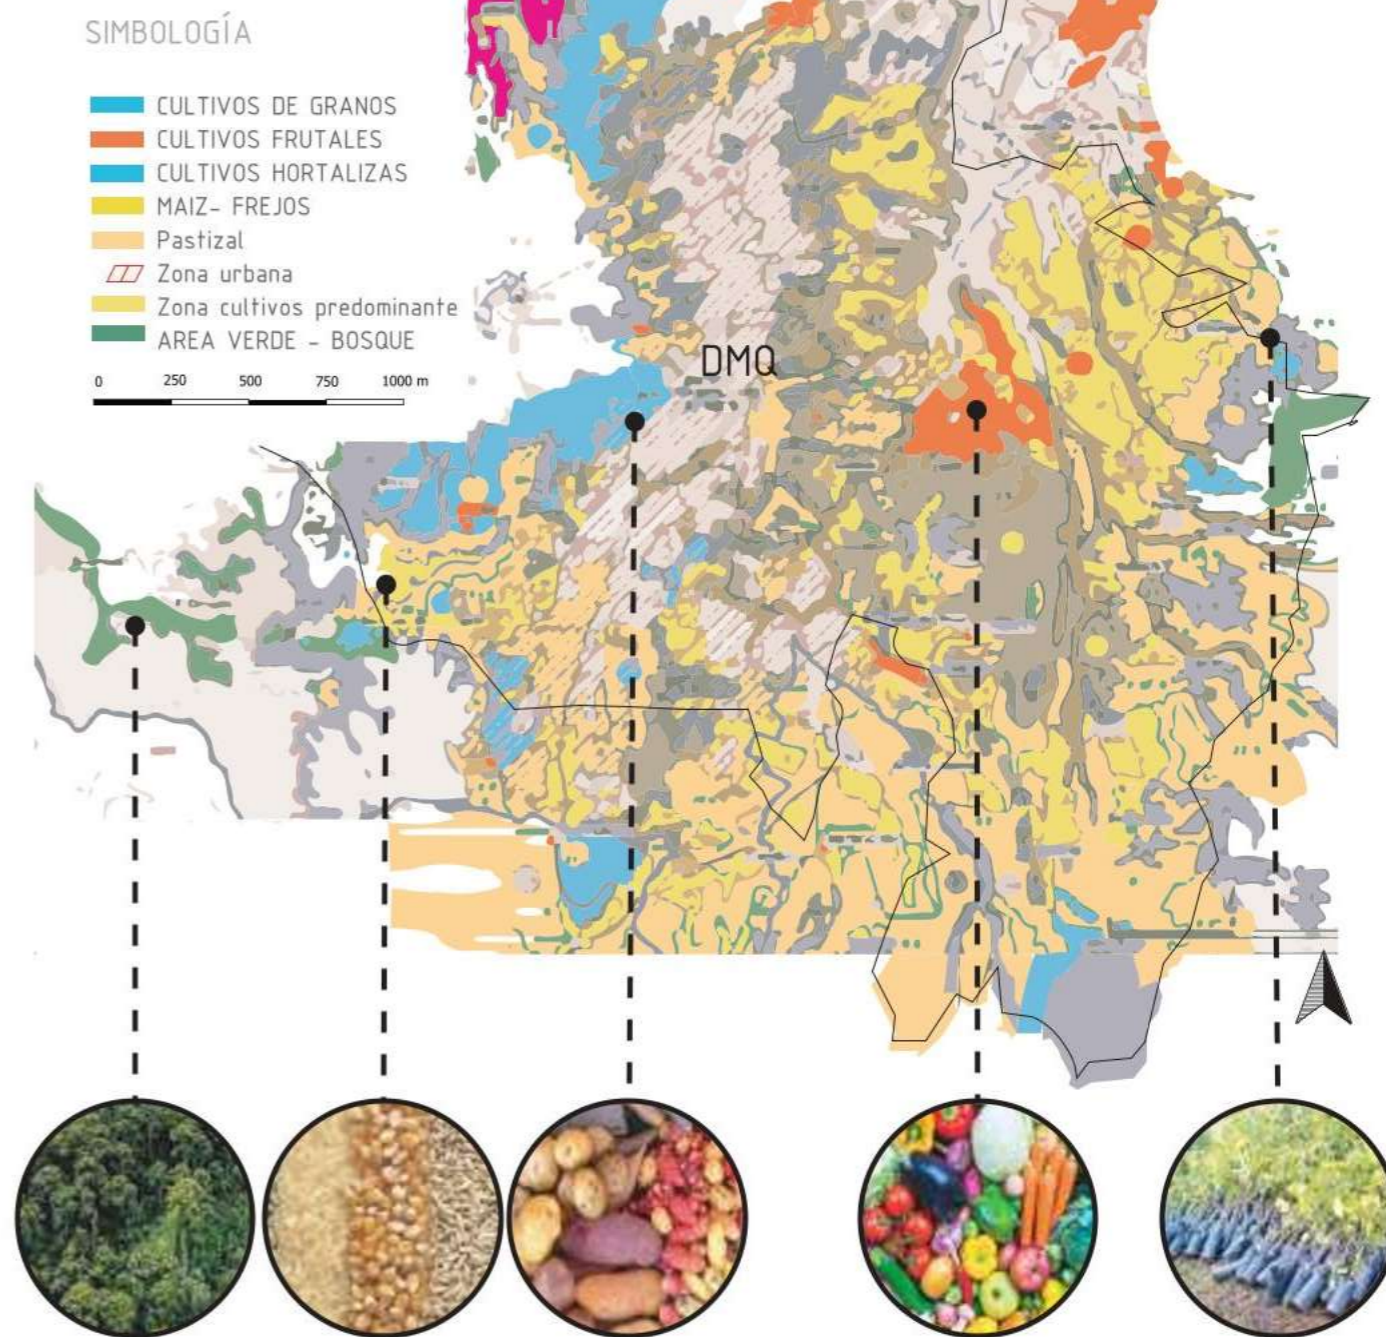 SIMBOLOGÍA
CULTIVOS DE GRANOS
CULTIVOS FRUTALES
CULTIVOS HORTALIZAS
MAIZ- FREJOS
Pastizal
Zona urbana
Zona cultivos predominante
AREA VERDE - BOSQUE
0 250 500 750 1000 m
DMQ